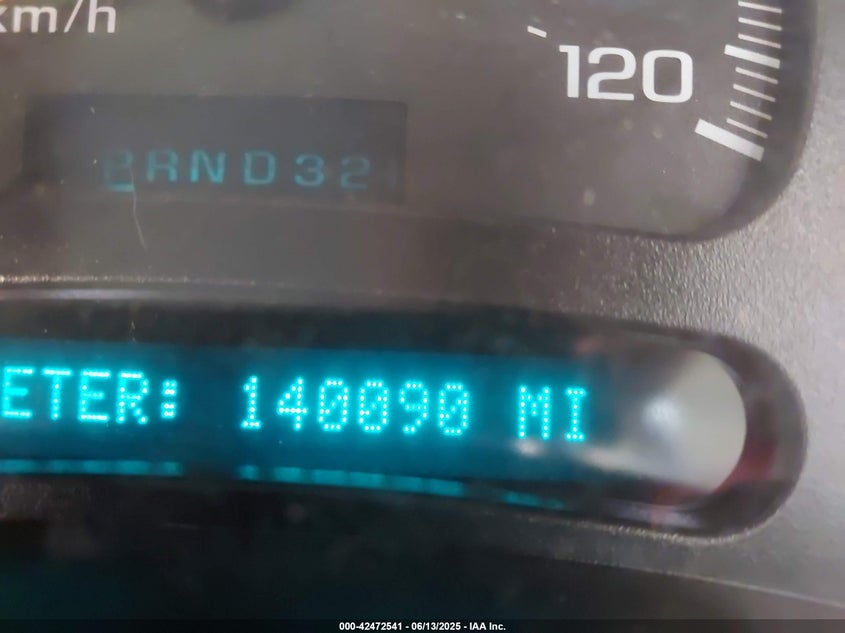 km/h
120
PRND32
ETER: 140090 MI
000-42472541 - 06/13/2025 - IAA Inc.